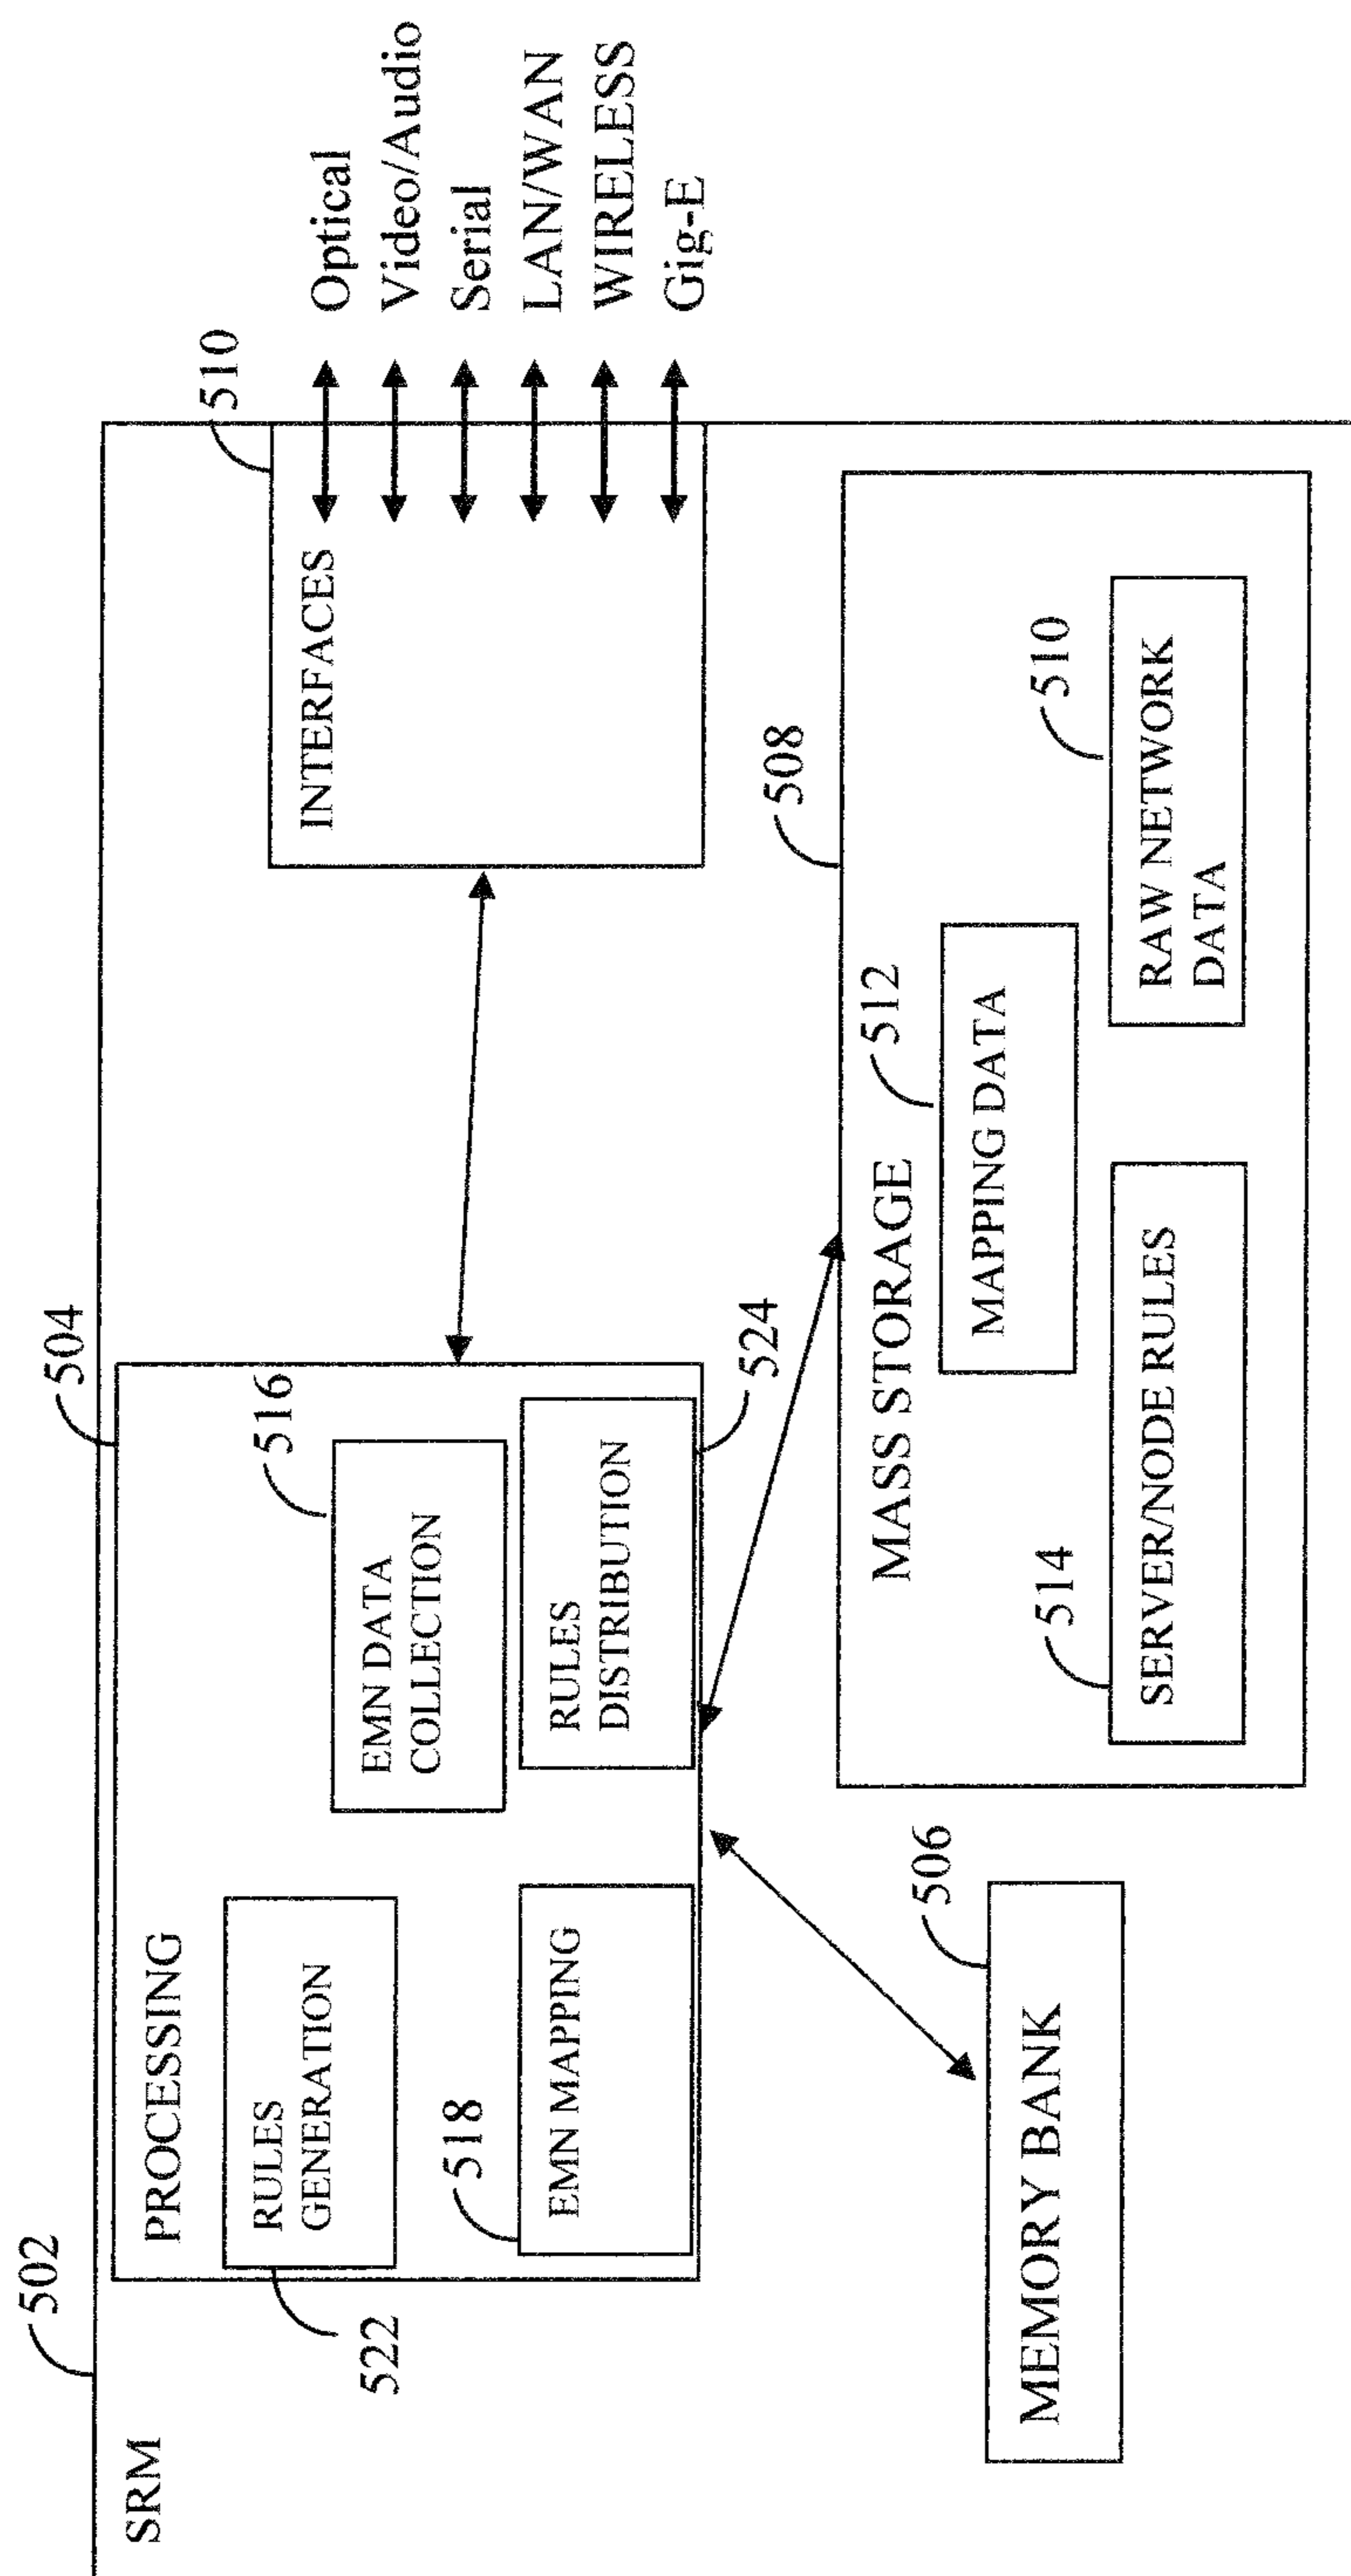 502
SRM
504
PROCESSING
522
RULES
GENERATION
516
EMN DATA
COLLECTION
518
EMN MAPPING
RULES
DISTRIBUTION
524
510
INTERFACES
Optical
Video/Audio
Serial
LAN/WAN
WIRELESS
Gig-E
506
MEMORY BANK
508
MASS STORAGE
512
MAPPING DATA
514
SERVER/NODE RULES
510
RAW NETWORK
DATA